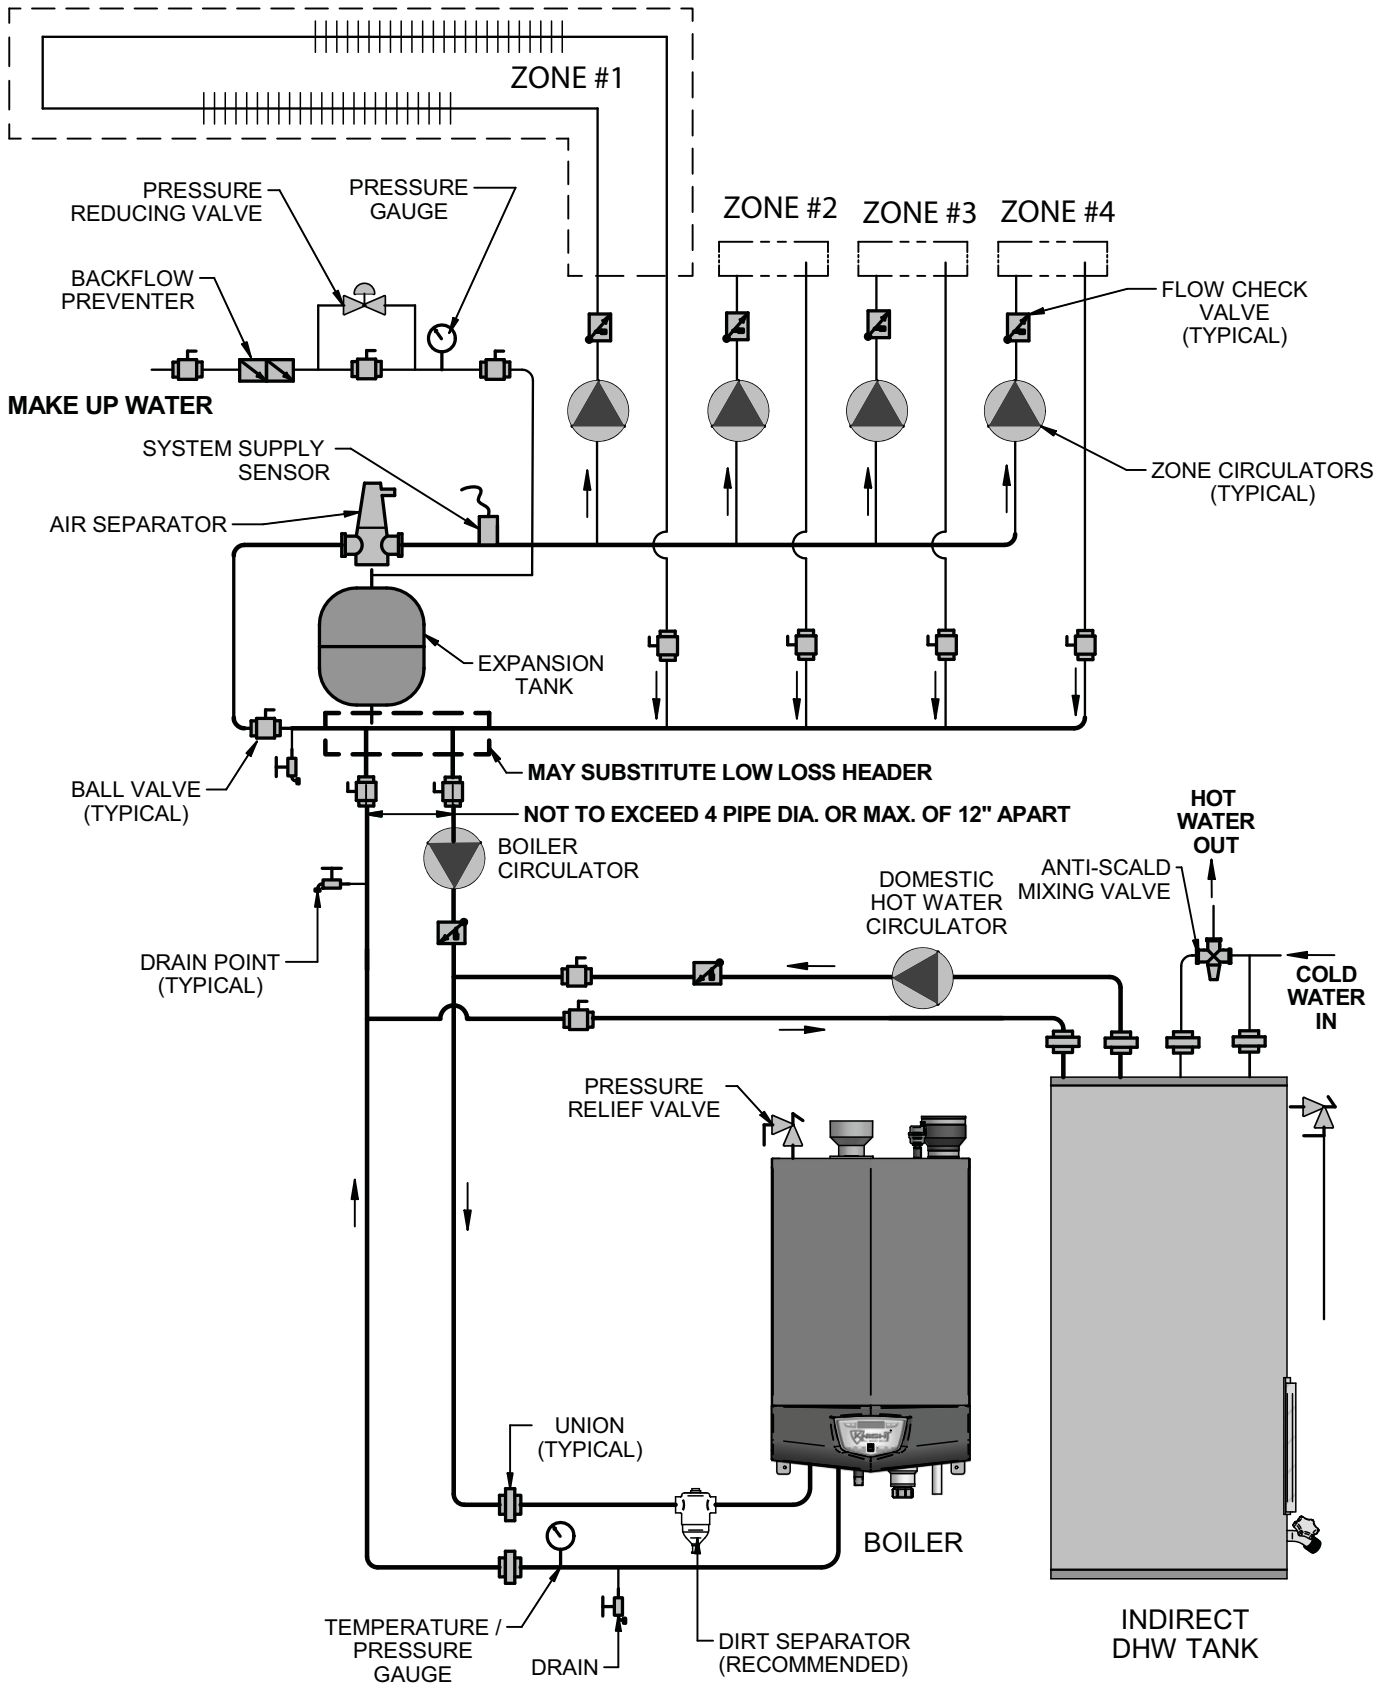 ZONE #1
PRESSURE
REDUCING VALVE
PRESSURE
GAUGE
ZONE #2
ZONE #3
ZONE #4
BACKFLOW
PREVENTER
FLOW CHECK
VALVE
(TYPICAL)
MAKE UP WATER
SYSTEM SUPPLY
SENSOR
ZONE CIRCULATORS
(TYPICAL)
AIR SEPARATOR
EXPANSION
TANK
MAY SUBSTITUTE LOW LOSS HEADER
BALL VALVE
(TYPICAL)
NOT TO EXCEED 4 PIPE DIA. OR MAX. OF 12" APART
HOT
WATER
OUT
BOILER
CIRCULATOR
ANTI-SCALD
MIXING VALVE
DOMESTIC
HOT WATER
CIRCULATOR
DRAIN POINT
(TYPICAL)
COLD
WATER
IN
PRESSURE
RELIEF VALVE
UNION
(TYPICAL)
KNIGHT
BOILER
TEMPERATURE /
PRESSURE
GAUGE
DRAIN
DIRT SEPARATOR
(RECOMMENDED)
INDIRECT
DHW TANK